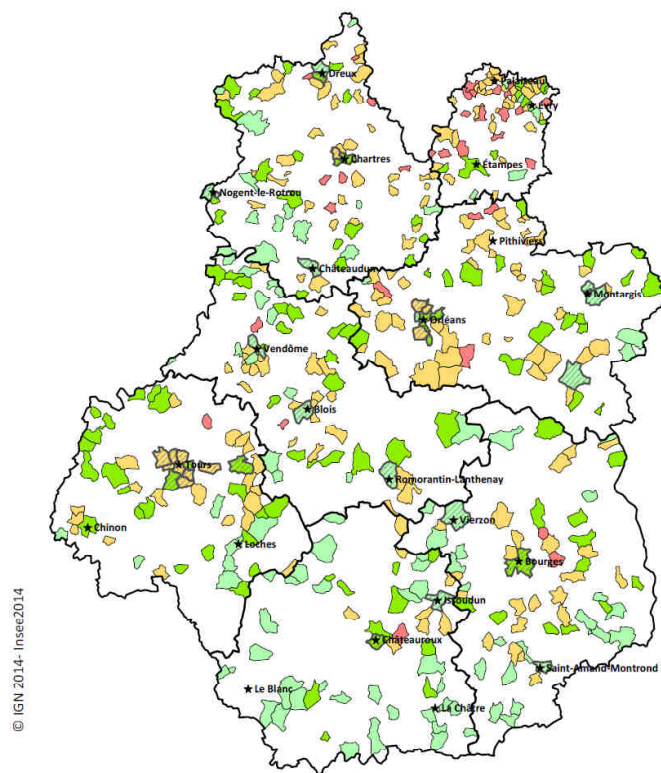 Dreux
Palaiseau
Évry
Chartres
Étampes
Nogent-le-Rotrou
Pithiviers
Châteaudun
Montargis
Orléans
Vendôme
Blois
Tours
Romorantin-Lanthenay
Vierzon
Chinon
Loches
Bourges
Issoudun
Châteauroux
Saint-Amand-Montrond
Le Blanc
La Châtre
© IGN 2014- Insee2014